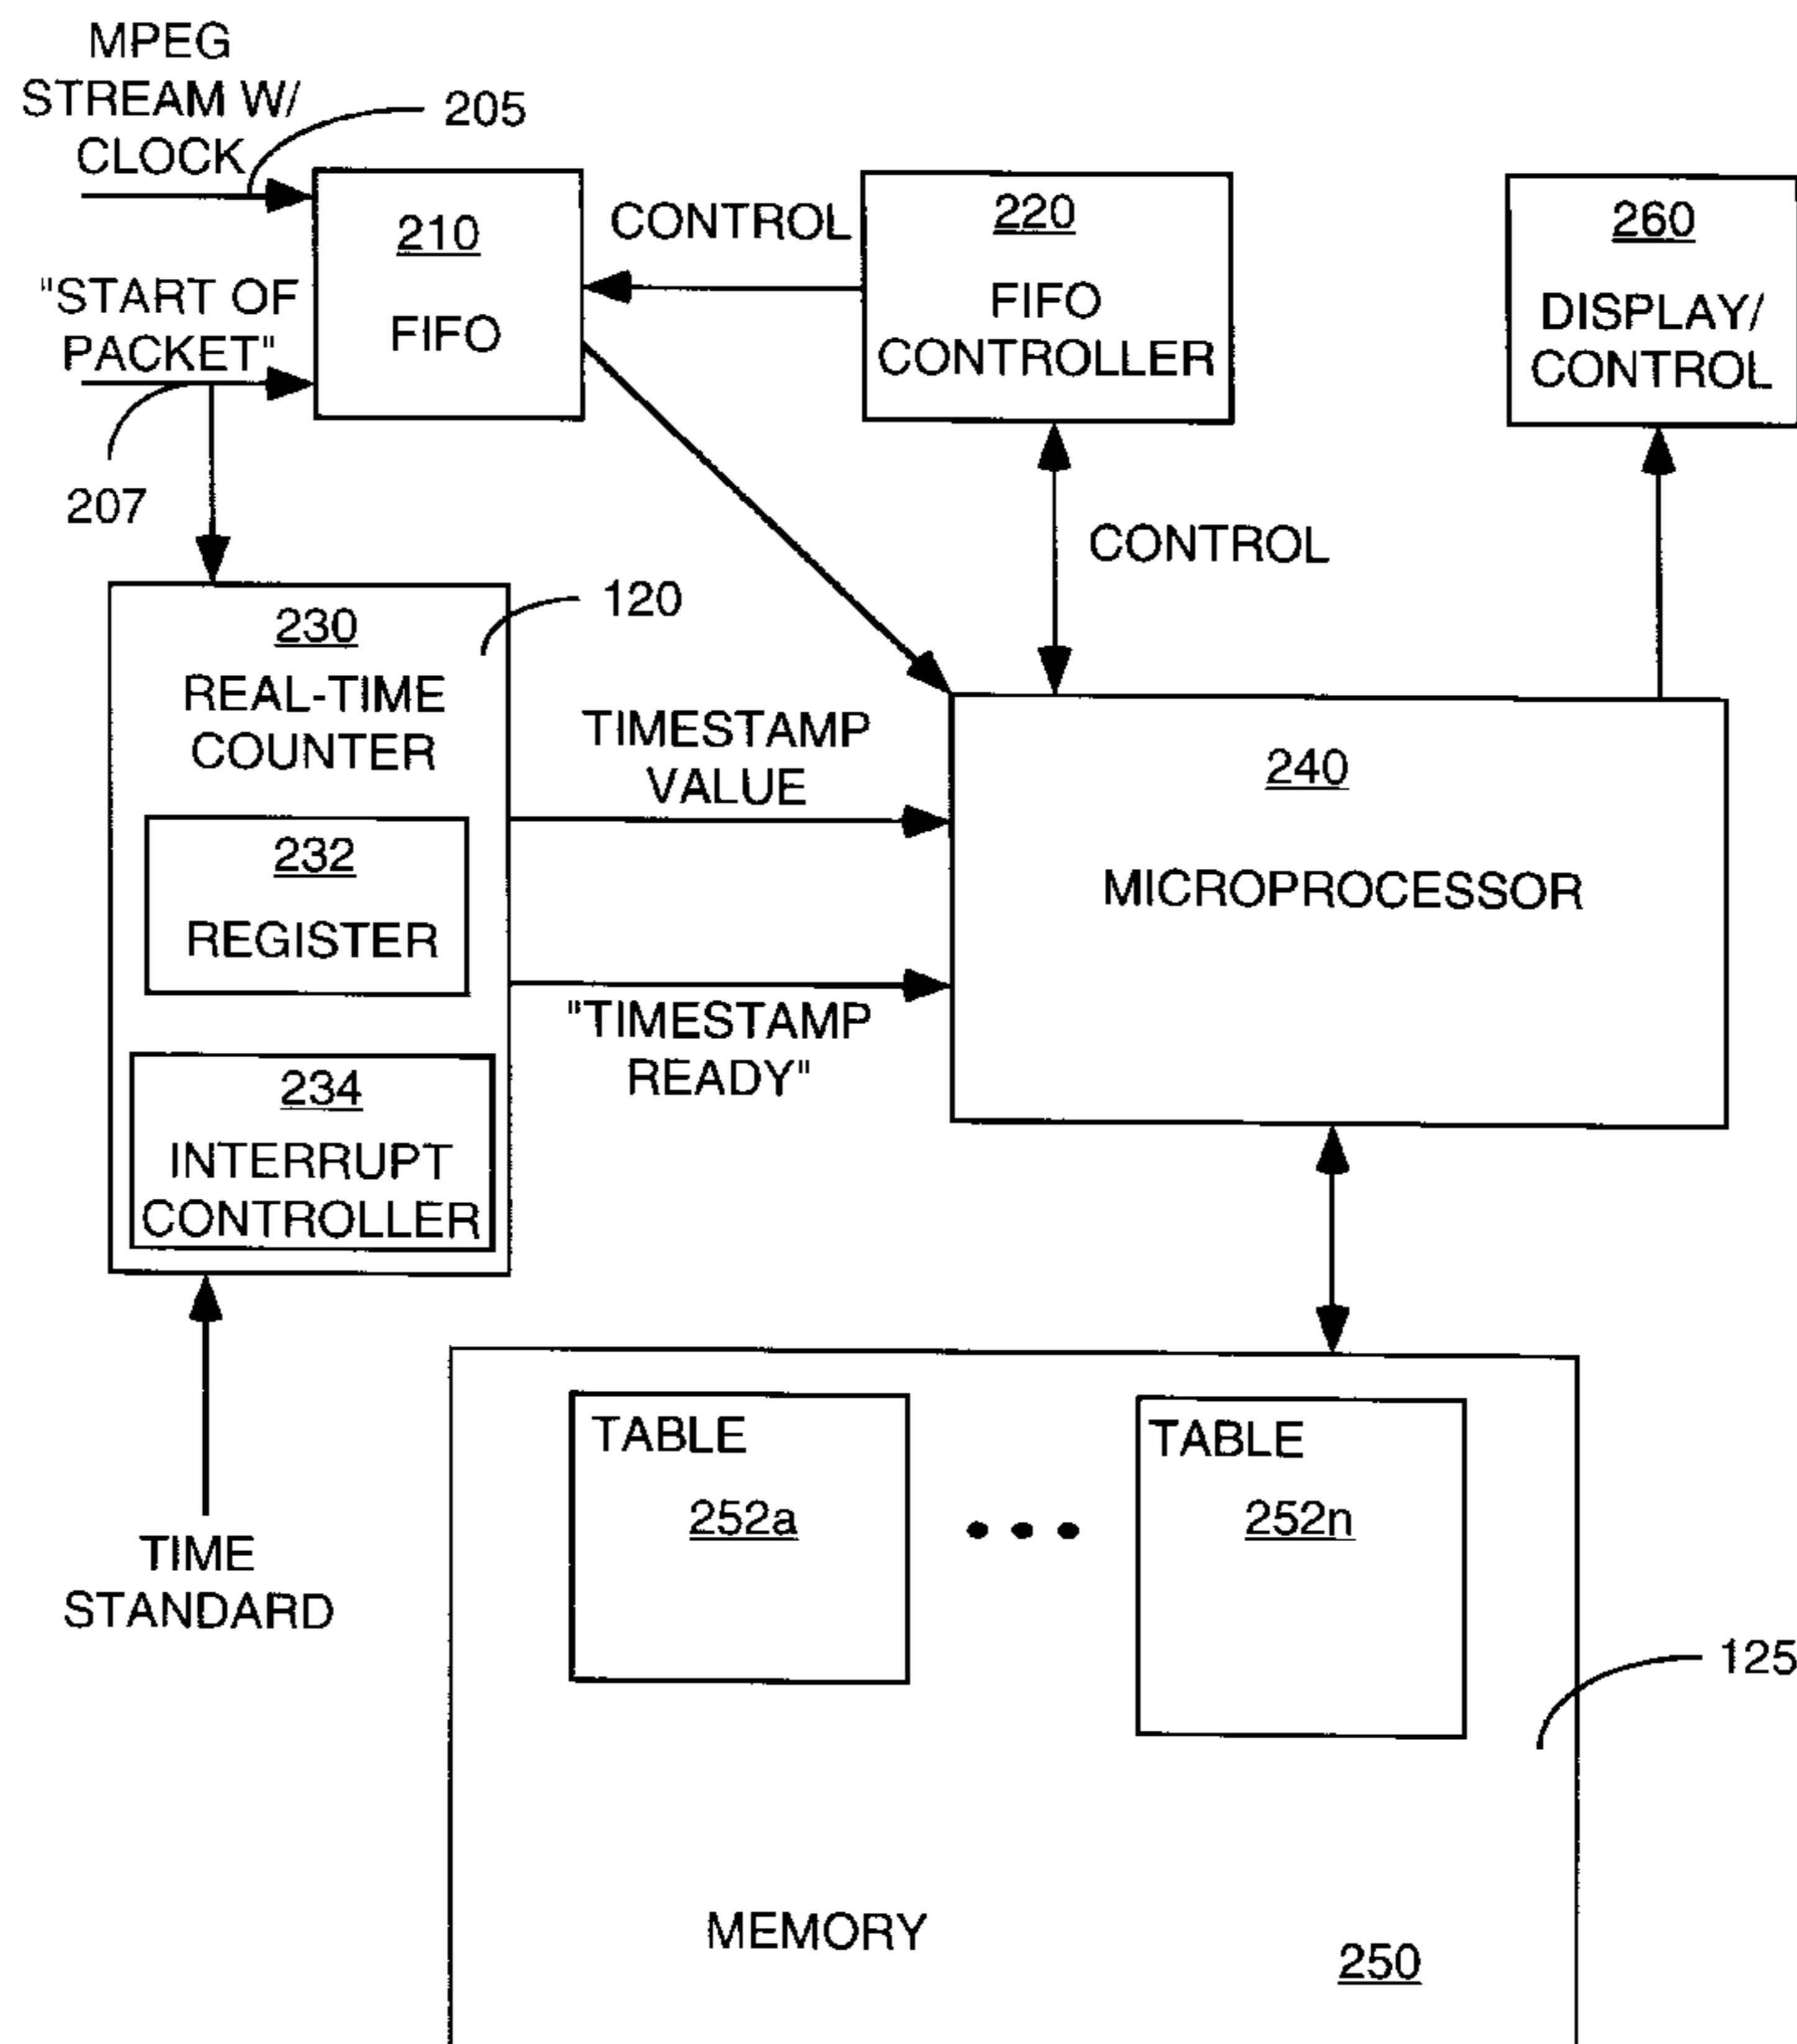 MPEG
STREAM W/
CLOCK
205
"START OF
PACKET"
207
210
FIFO
CONTROL
220
FIFO
CONTROLLER
260
DISPLAY/
CONTROL
CONTROL
120
230
REAL-TIME
COUNTER
232
REGISTER
234
INTERRUPT
CONTROLLER
TIMESTAMP
VALUE
"TIMESTAMP
READY"
240
MICROPROCESSOR
TIME
STANDARD
TABLE
252a
TABLE
252n
125
MEMORY
250